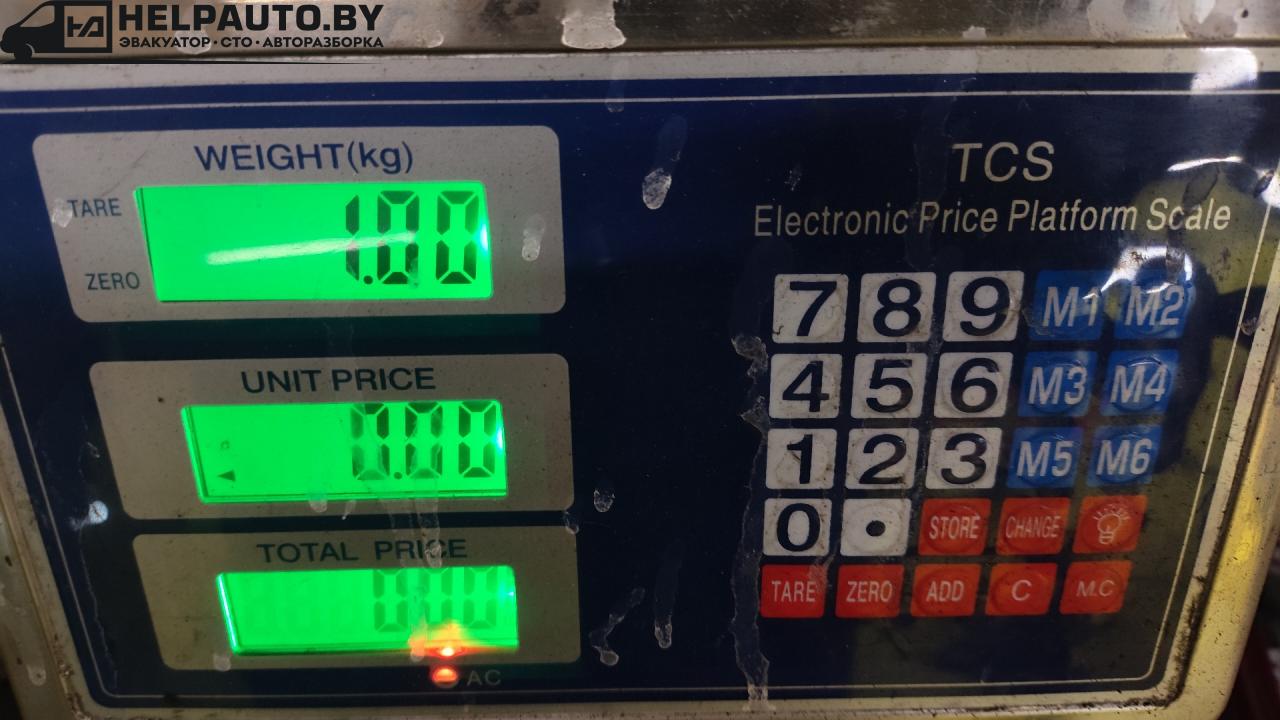 HELPAUTO.BY
ЭВАКУАТОР · СТО · АВТОРАЗБОРКА
WEIGHT(kg)
TARE
ZERO
1.00
UNIT PRICE
0.00
TOTAL PRICE
0.00
AC
TCS
Electronic Price Platform Scale
7 8 9 M1 M2
4 5 6 M3 M4
1 2 3 M5 M6
0 • STORE CHANGE
TARE ZERO ADD C M.C